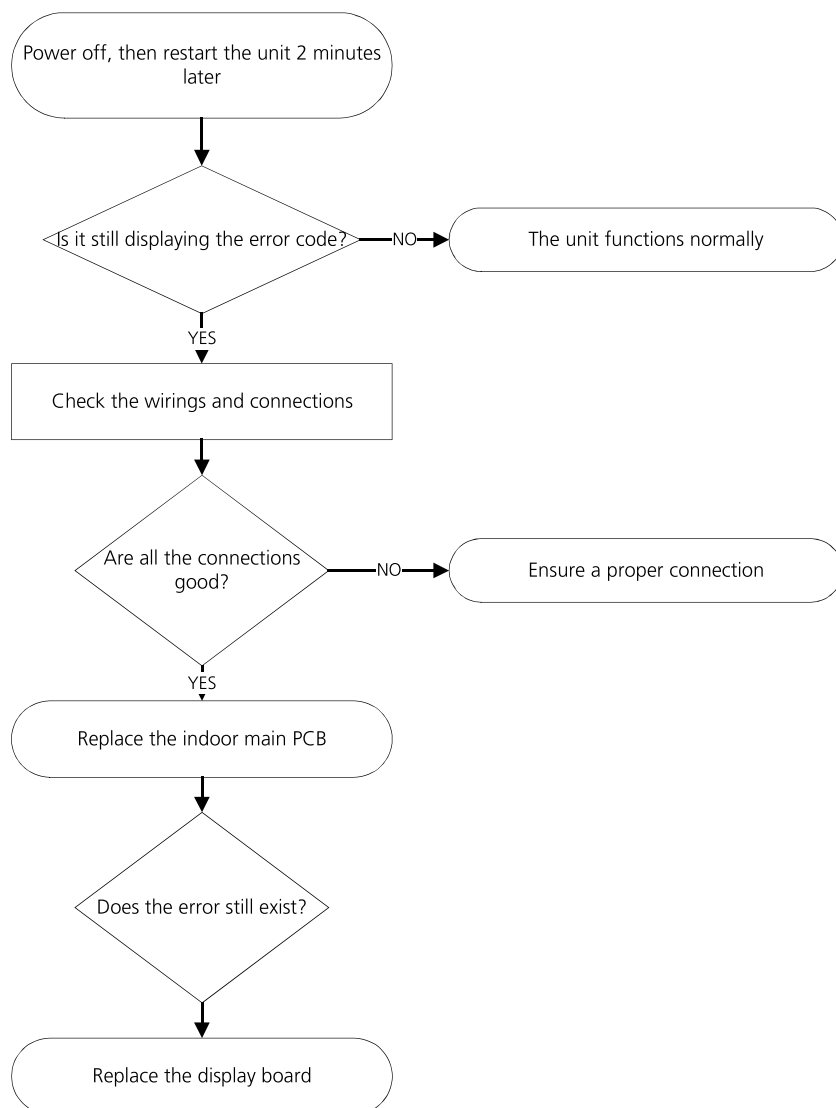 Power off, then restart the unit 2 minutes
later
Is it still displaying the error code?
NO
The unit functions normally
YES
Check the wirings and connections
Are all the connections
good?
NO
Ensure a proper connection
YES
Replace the indoor main PCB
Does the error still exist?
Replace the display board